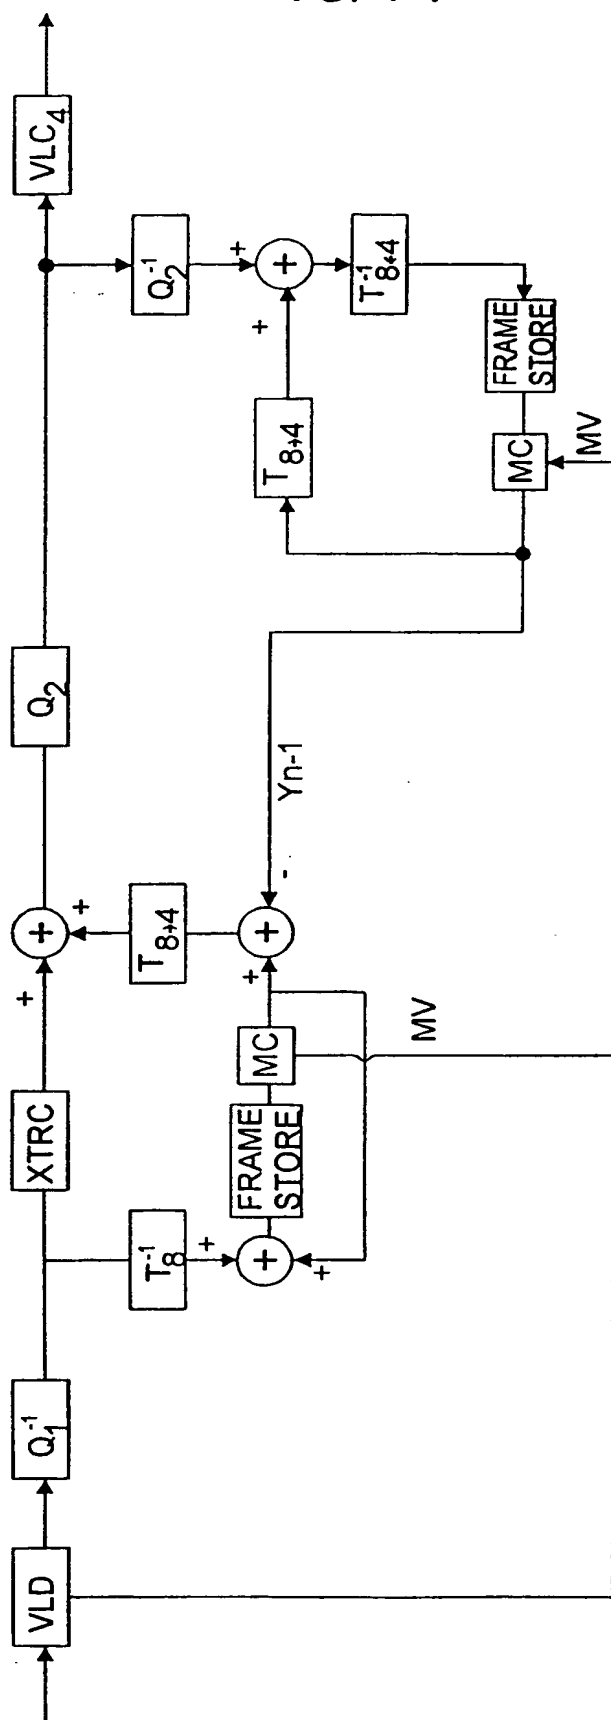 VLD
Q₁⁻¹
XTRC
+
+
+
Q₂
VLC₄
T₈⁻¹
+
+
+
FRAME
STORE
MC
MV
+
+
-
T₈→₄
Yn-1
Q₂⁻¹
+
+
+
T₈→₄
T⁻¹₈←₄
FRAME
STORE
MC
MV